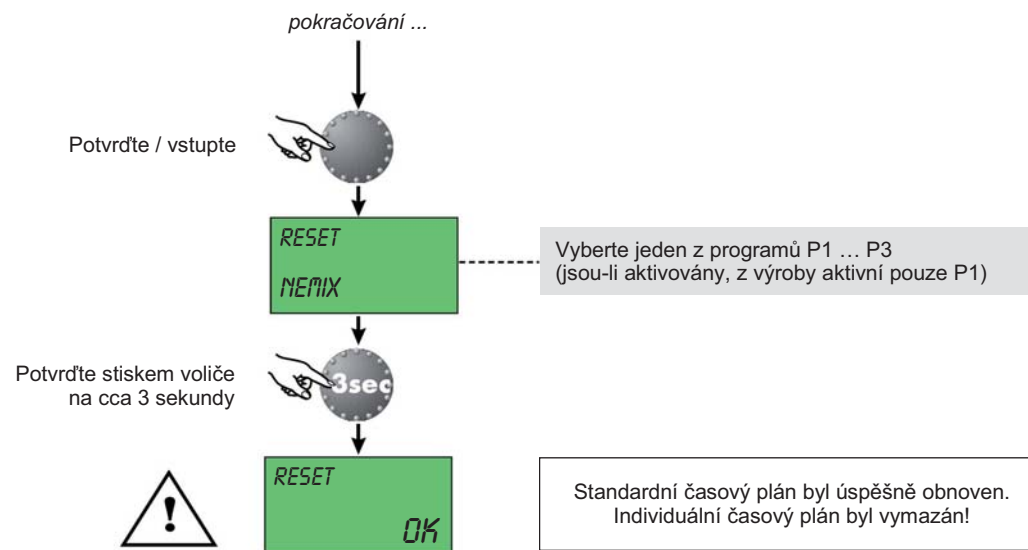 pokračování ...
Potvrďte / vstupte
RESET
NEMIX
Vyberte jeden z programů P1 … P3
(jsou-li aktivovány, z výroby aktivní pouze P1)
Potvrďte stiskem voliče
na cca 3 sekundy
3sec
RESET
OK
!
Standardní časový plán byl úspěšně obnoven.
Individuální časový plán byl vymazán!